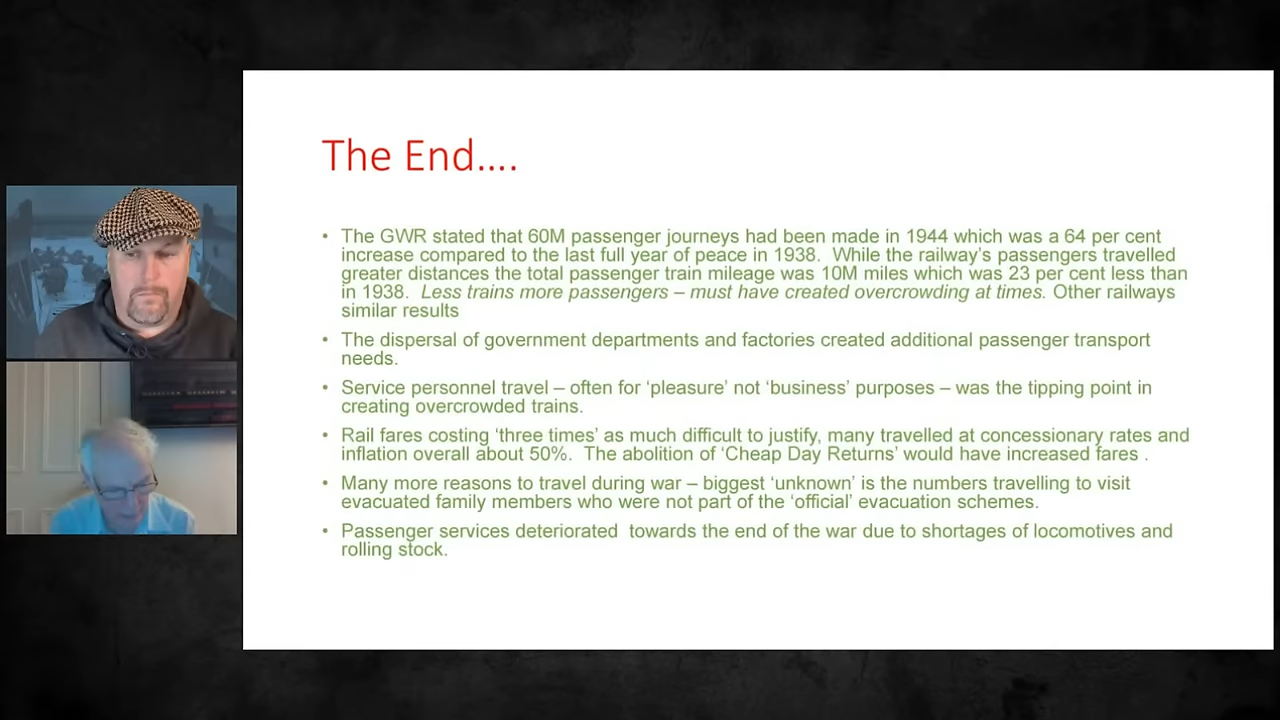 The End....
• The GWR stated that 60M passenger journeys had been made in 1944 which was a 64 per cent
increase compared to the last full year of peace in 1938.  While the railway's passengers travelled
greater distances the total passenger train mileage was 10M miles which was 23 per cent less than
in 1938.  Less trains more passengers – must have created overcrowding at times. Other railways
similar results
• The dispersal of government departments and factories created additional passenger transport
needs.
• Service personnel travel – often for ‘pleasure’ not ‘business’ purposes – was the tipping point in
creating overcrowded trains.
• Rail fares costing ‘three times’ as much difficult to justify, many travelled at concessionary rates and
inflation overall about 50%.  The abolition of ‘Cheap Day Returns’ would have increased fares .
• Many more reasons to travel during war – biggest ‘unknown’ is the numbers travelling to visit
evacuated family members who were not part of the ‘official’ evacuation schemes.
• Passenger services deteriorated  towards the end of the war due to shortages of locomotives and
rolling stock.